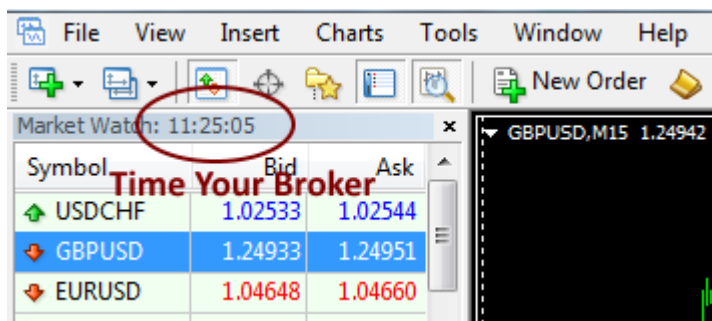 File View Insert Charts Tools Window Help
New Order
Market Watch: 11:25:05
GBPUSD,M15 1.24942
Symbol Bid Ask
Time Your Broker
USDCHF 1.02533 1.02544
GBPUSD 1.24933 1.24951
EURUSD 1.04648 1.04660